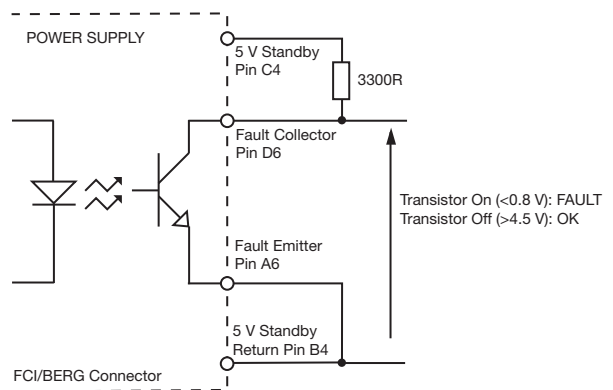 POWER SUPPLY
5 V Standby
Pin C4
3300R
Fault Collector
Pin D6
Transistor On (<0.8 V): FAULT
Transistor Off (>4.5 V): OK
Fault Emitter
Pin A6
5 V Standby
Return Pin B4
FCI/BERG Connector